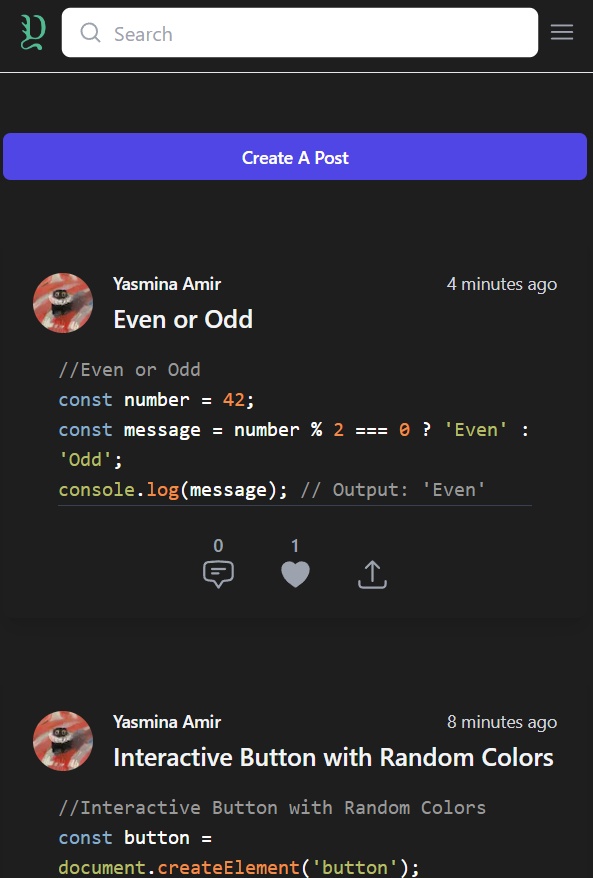 Search
Create A Post
Yasmina Amir
4 minutes ago
Even or Odd
//Even or Odd
const number = 42;
const message = number % 2 === 0 ? 'Even' :
'Odd';
console.log(message); // Output: 'Even'
0 1
Yasmina Amir
8 minutes ago
Interactive Button with Random Colors
//Interactive Button with Random Colors
const button =
document.createElement('button');